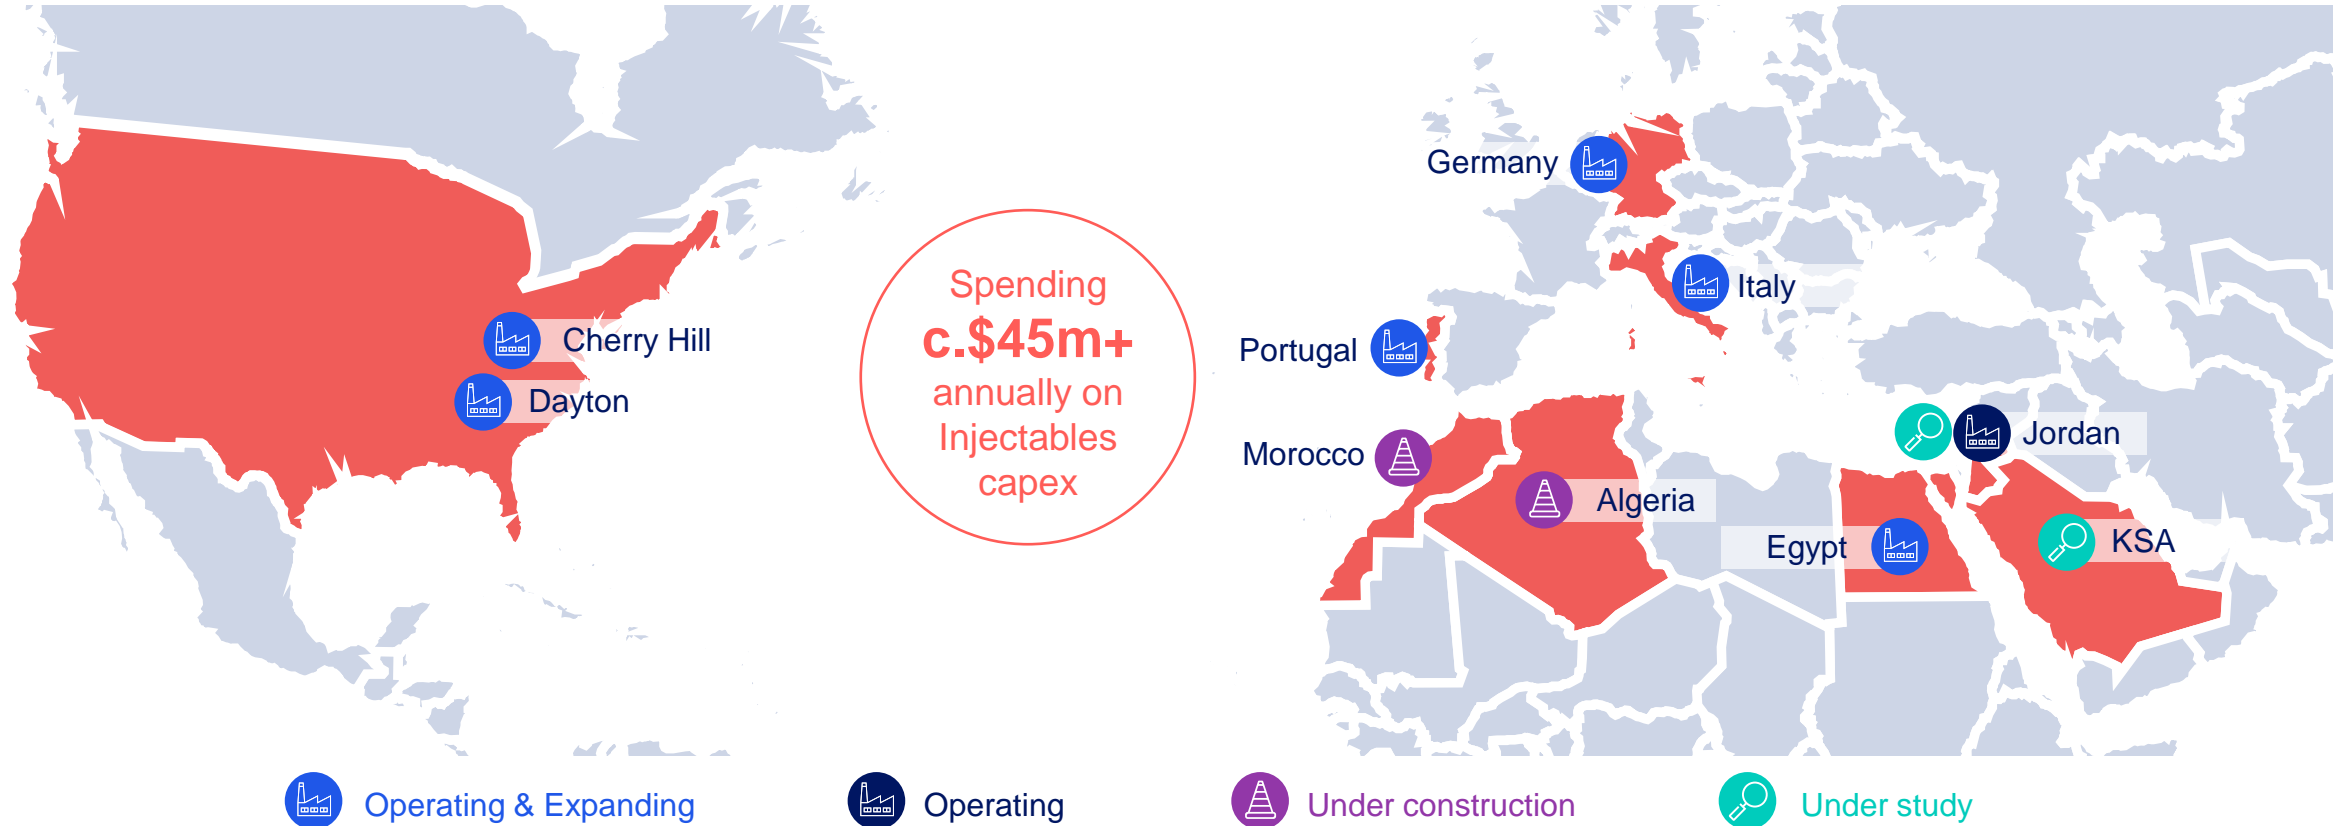 Germany
Italy
Cherry Hill
Dayton
Spending
c.$45m+
annually on
Injectables
capex
Portugal
Morocco
Jordan
Algeria
Egypt
KSA
Operating & Expanding
Operating
Under construction
Under study